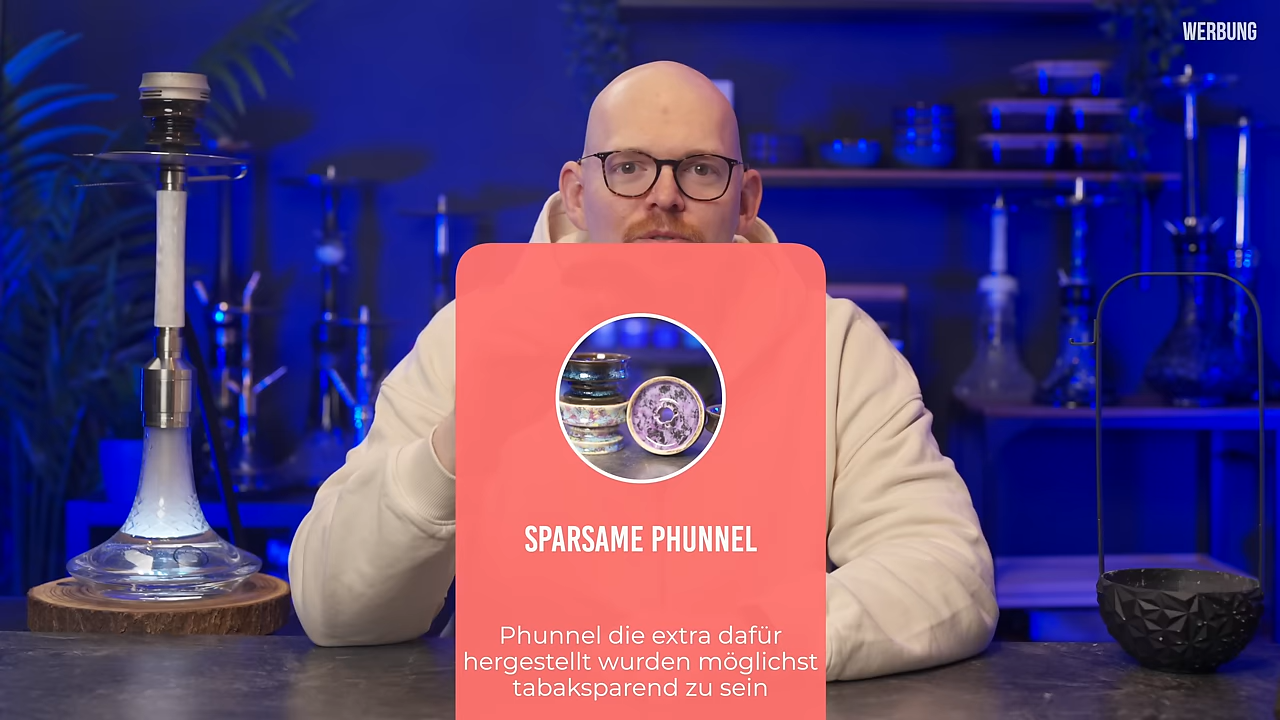 WERBUNG
SPARSAME PHUNNEL
Phunnel die extra dafür
hergestellt wurden möglichst
tabaksparend zu sein